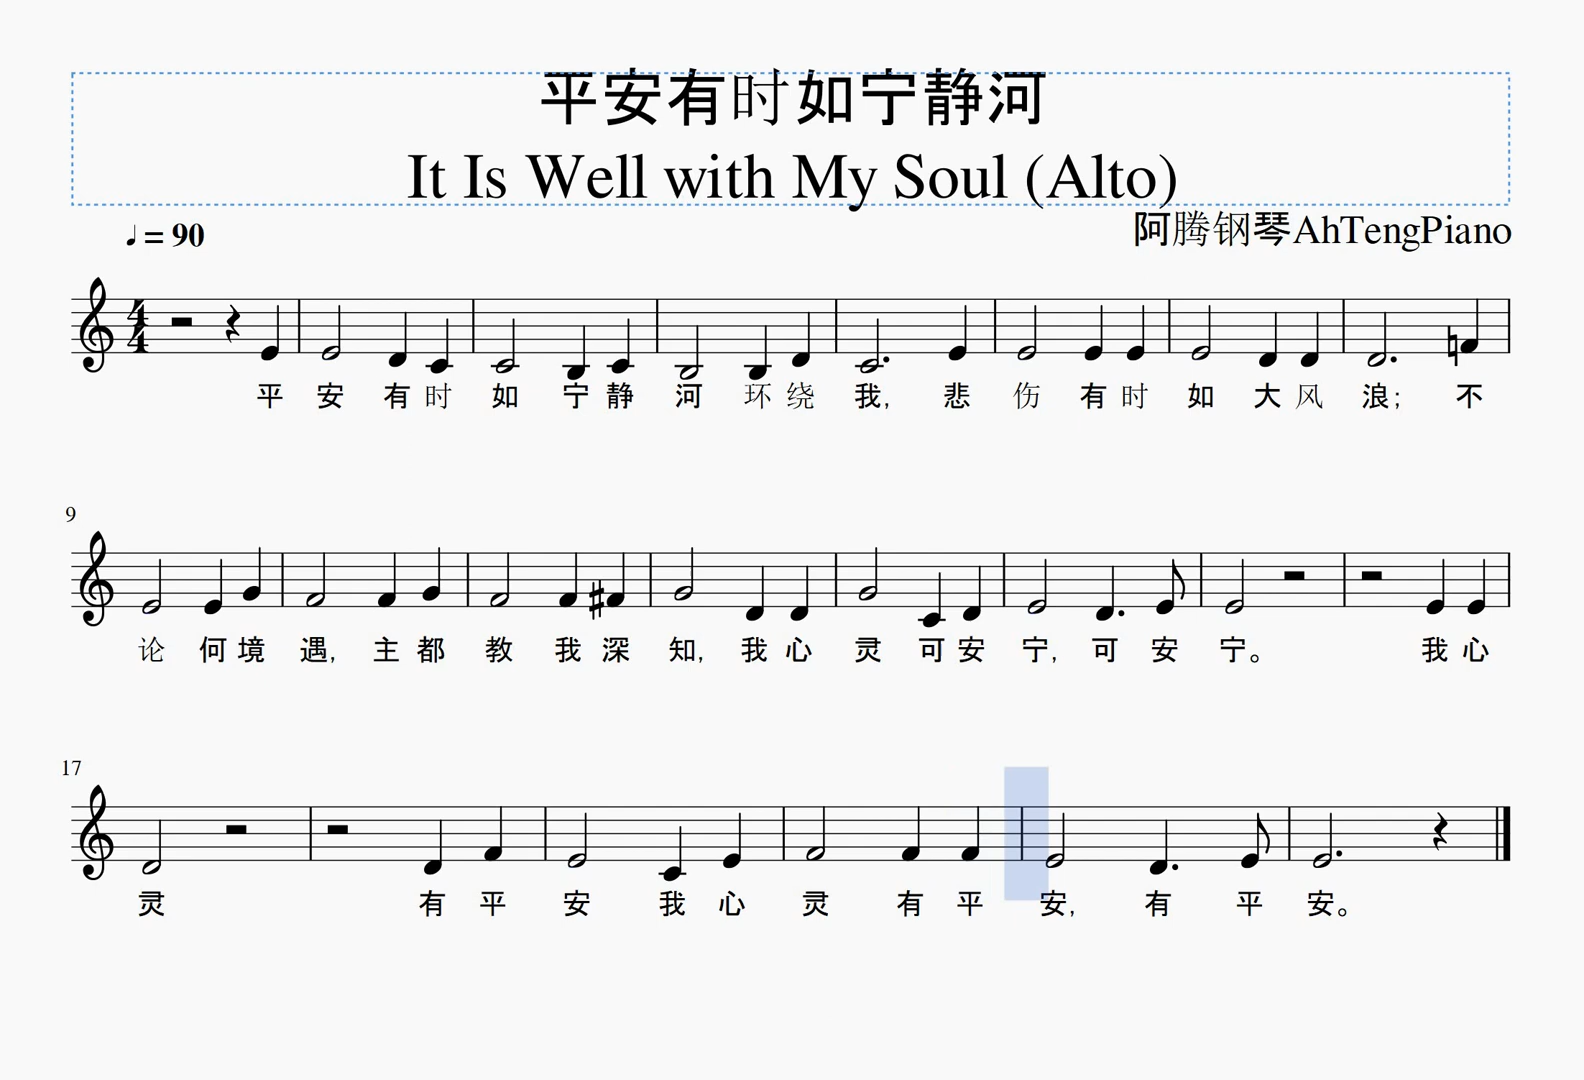 平安有时如宁静河
It Is Well with My Soul (Alto)
♩ = 90
阿腾钢琴AhTengPiano
平 安 有 时 如 宁 静 河 环 绕 我, 悲 伤 有 时 如 大 风 浪; 不
9
论 何 境 遇, 主 都 教 我 深 知, 我 心 灵 可 安 宁, 可 安 宁。 我 心
17
灵 有 平 安 我 心 灵 有 平 安, 有 平 安。